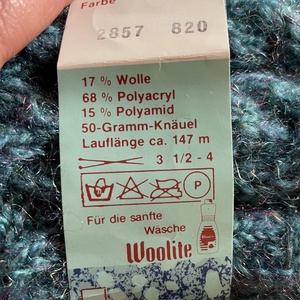 Farbe
2857 820
17 % Wolle
68 % Polyacryl
15 % Polyamid
50-Gramm-Knäuel
Lauflänge ca. 147 m
3 1/2 - 4
P
Für die sanfte
Wäsche
Woolite